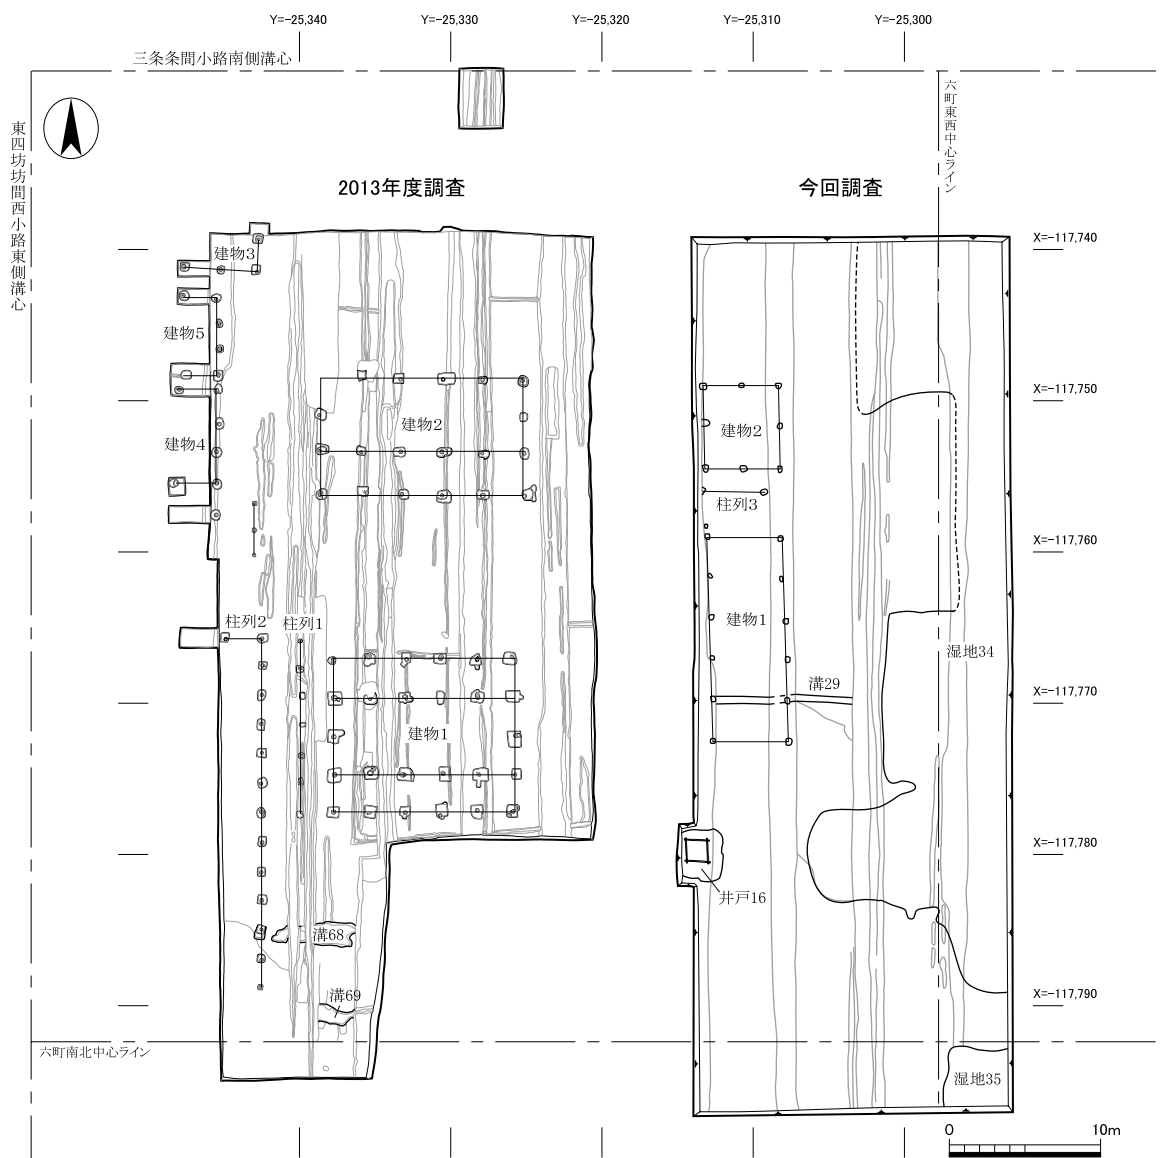 Y=-25,340
Y=-25,330
Y=-25,320
Y=-25,310
Y=-25,300
三条条間小路南側溝心
東四坊坊間西小路東側溝心
六町東西中心ライン
2013年度調査
今回調査
建物3
建物5
建物4
建物2
柱列2
柱列1
建物1
溝68
溝69
六町南北中心ライン
建物2
柱列3
建物1
溝29
井戸16
湿地34
湿地35
X=-117,740
X=-117,750
X=-117,760
X=-117,770
X=-117,780
X=-117,790
0
10m